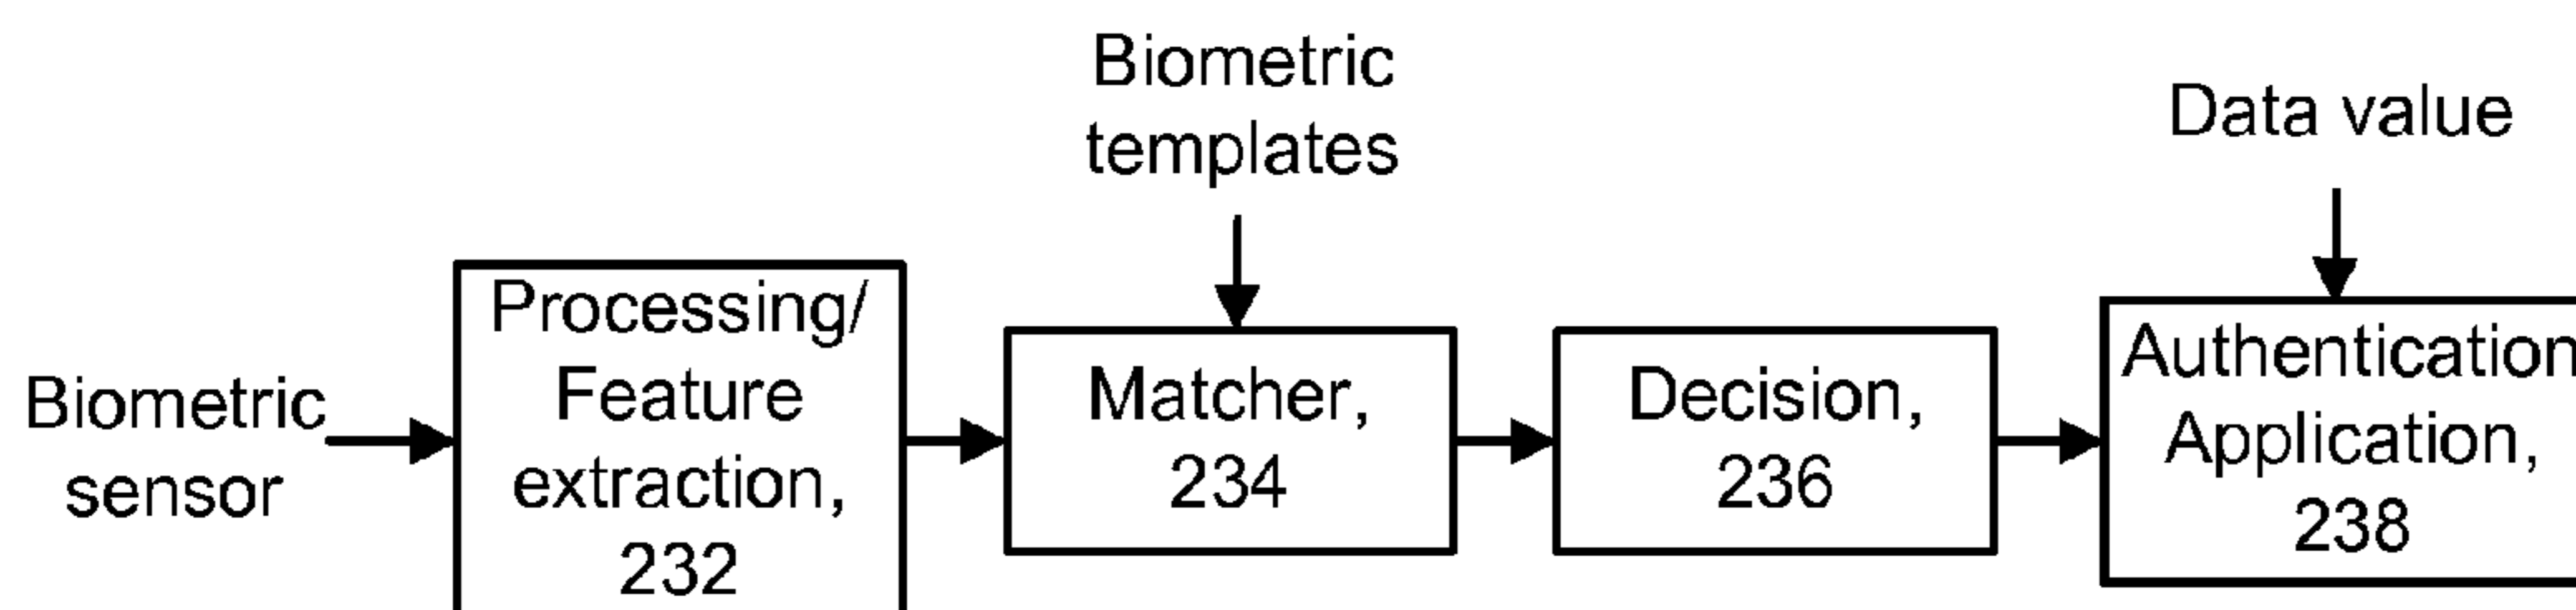 Biometric
sensor
Processing/
Feature
extraction,
232
Biometric
templates
Matcher,
234
Decision,
236
Data value
Authentication
Application,
238